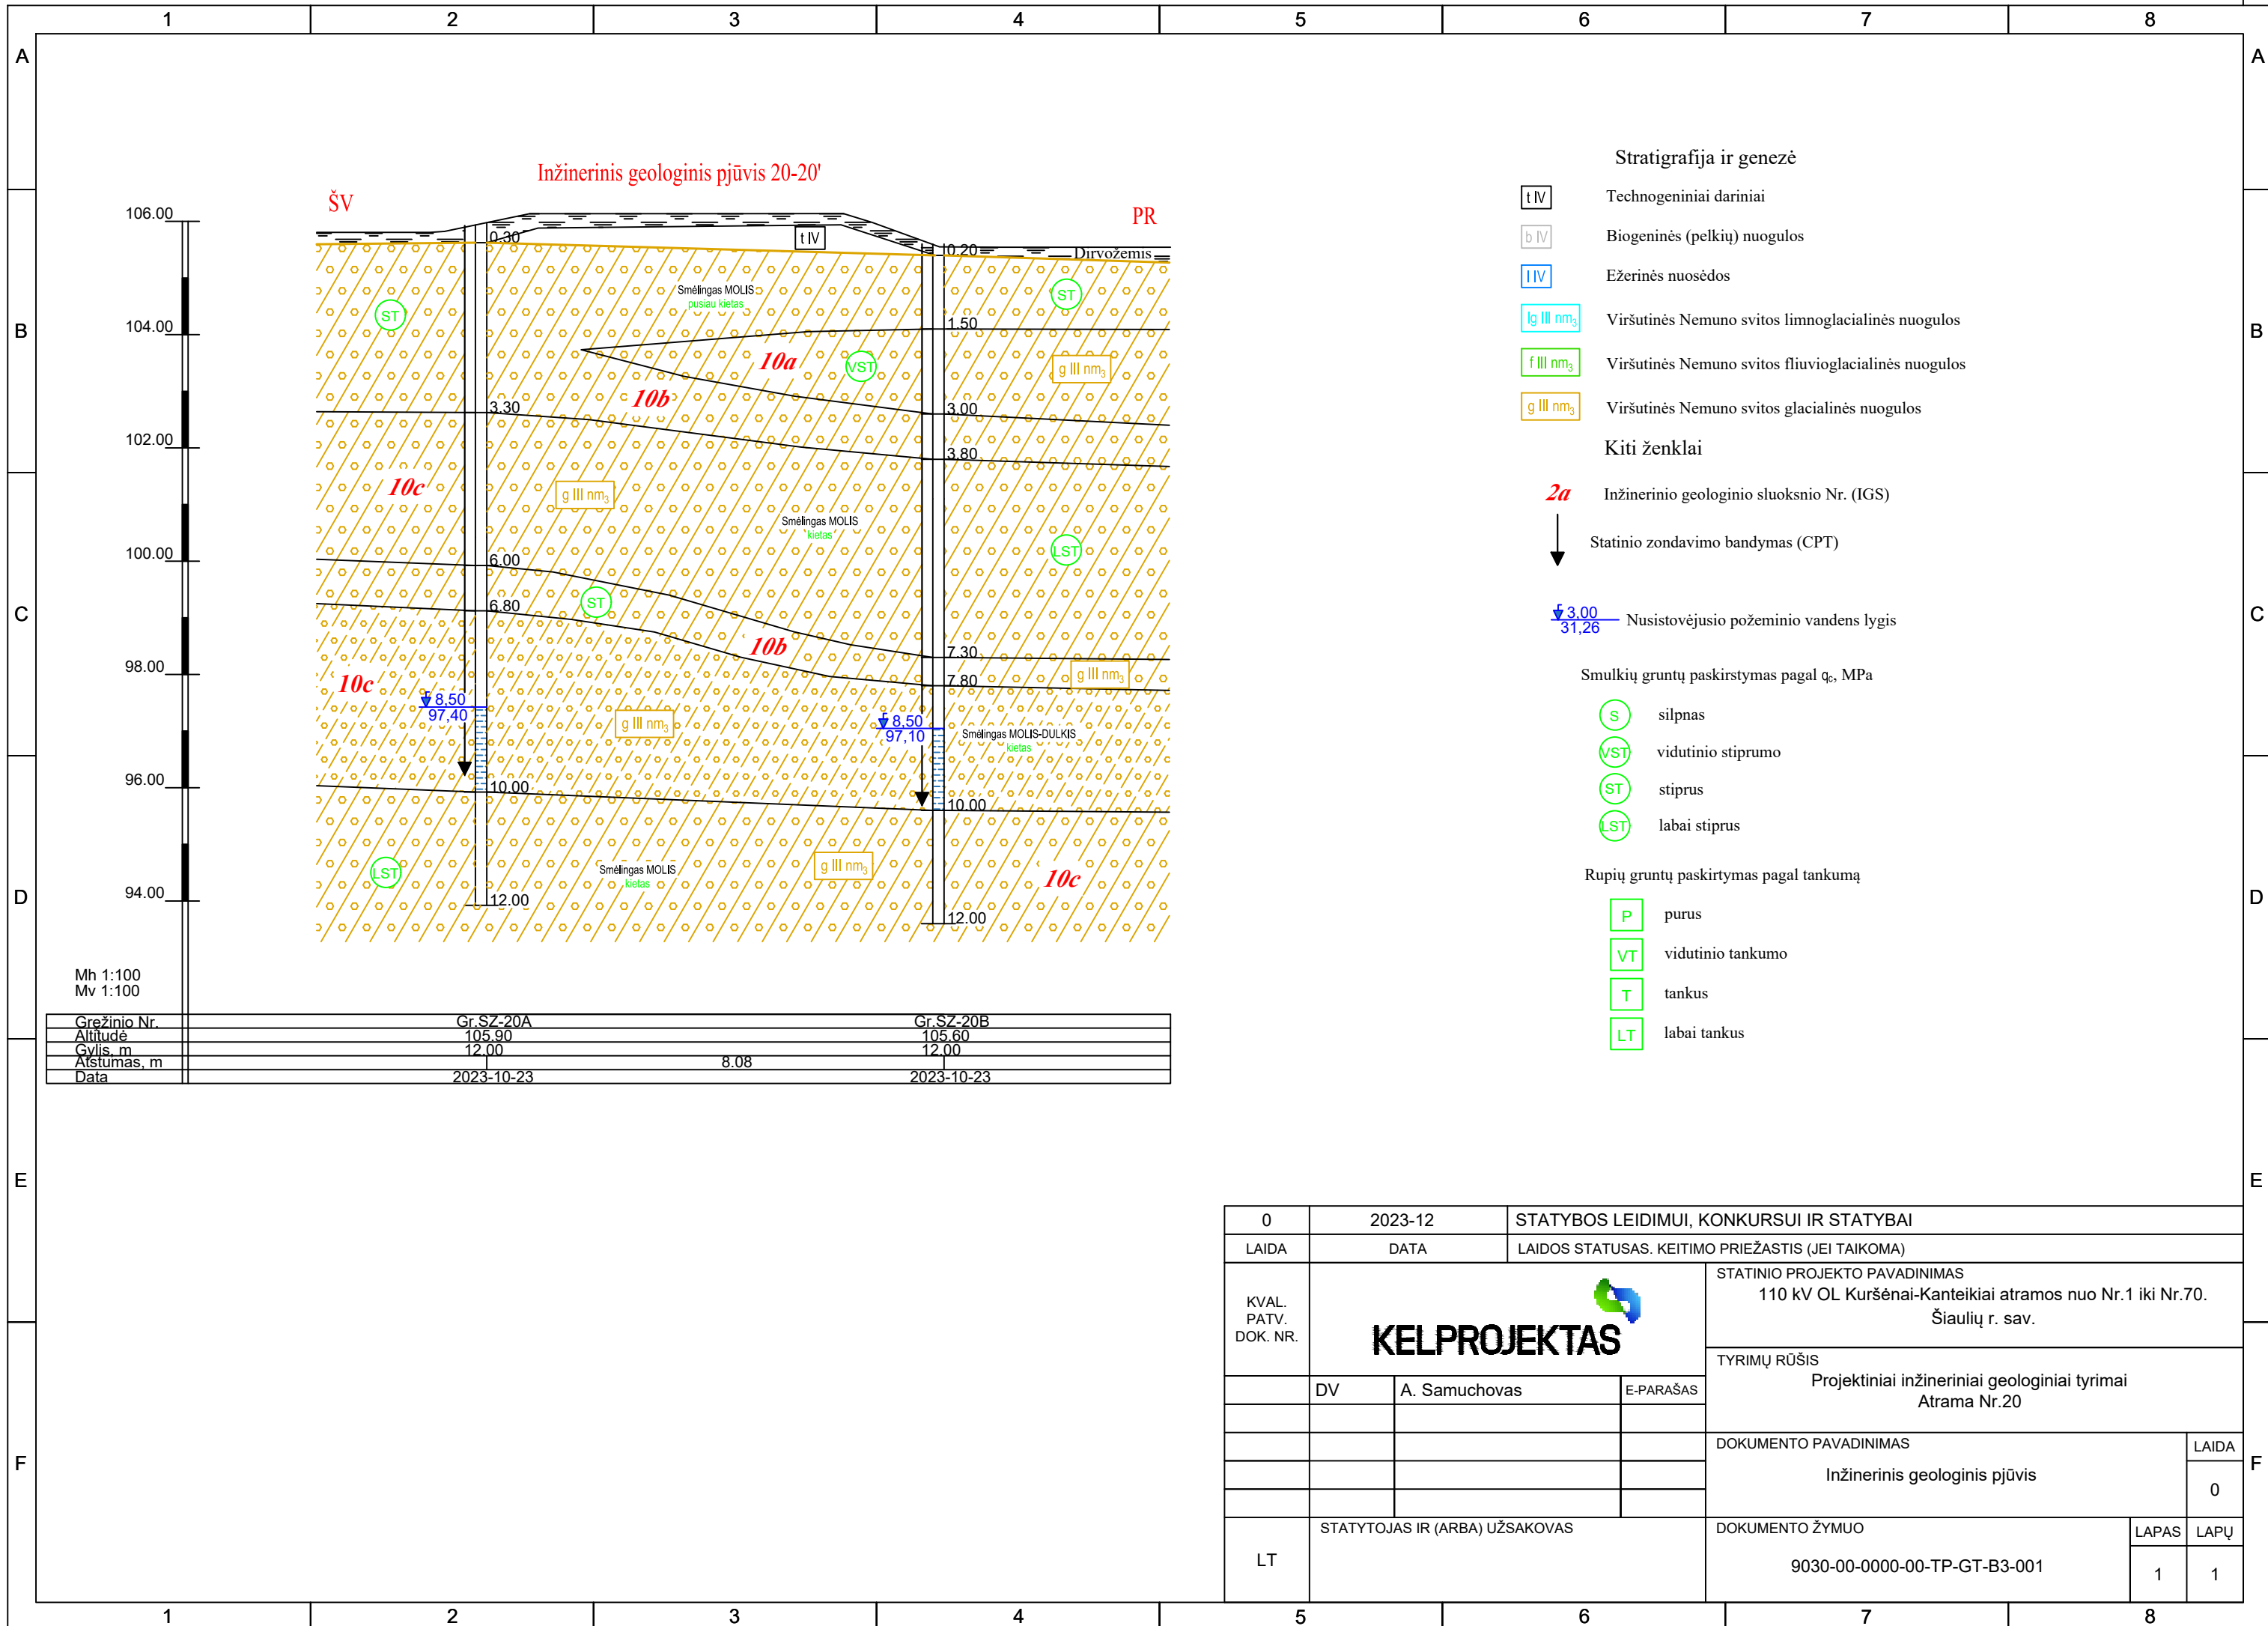 1 2 3 4 5 6 7 8
A A
B B
C C
D D
E E
F F
Inžinerinis geologinis pjūvis 20-20'
ŠV
PR
106.00
104.00
102.00
100.00
98.00
96.00
94.00
0.30
t IV
0.20
Dirvožemis
Smėlingas MOLIS
pusiau kietas
ST
ST
1.50
10a
VST
g III nm3
10b
3.30
3.00
3.80
10c
g III nm3
Smėlingas MOLIS
kietas
LST
6.00
ST
6.80
10b
7.30
g III nm3
7.80
10c
8,50
97,40
g III nm3
8,50
97,10
Smėlingas MOLIS-DULKIS
kietas
10.00
10.00
LST
Smėlingas MOLIS
kietas
g III nm3
10c
12.00
12.00
Mh 1:100
Mv 1:100
Gręžinio Nr. Gr.SZ-20A Gr.SZ-20B
Altitudė 105.90 105.60
Gylis, m 12.00 12.00
Atstumas, m 8.08
Data 2023-10-23 2023-10-23
Stratigrafija ir genezė
t IV Technogeniniai dariniai
b IV Biogeninės (pelkių) nuogulos
l IV Ežerinės nuosėdos
lg III nm3 Viršutinės Nemuno svitos limnoglacialinės nuogulos
f III nm3 Viršutinės Nemuno svitos fliuvioglacialinės nuogulos
g III nm3 Viršutinės Nemuno svitos glacialinės nuogulos
Kiti ženklai
2a Inžinerinio geologinio sluoksnio Nr. (IGS)
Statinio zondavimo bandymas (CPT)
3,00
31,26
Nusistovėjusio požeminio vandens lygis
Smulkių gruntų paskirstymas pagal qc, MPa
S silpnas
VST vidutinio stiprumo
ST stiprus
LST labai stiprus
Rupių gruntų paskirtymas pagal tankumą
P purus
VT vidutinio tankumo
T tankus
LT labai tankus
0 2023-12 STATYBOS LEIDIMUI, KONKURSUI IR STATYBAI
LAIDA DATA LAIDOS STATUSAS. KEITIMO PRIEŽASTIS (JEI TAIKOMA)
KVAL.
PATV.
DOK. NR.
KELPROJEKTAS
STATINIO PROJEKTO PAVADINIMAS
110 kV OL Kuršėnai-Kanteikiai atramos nuo Nr.1 iki Nr.70.
Šiaulių r. sav.
TYRIMŲ RŪŠIS
Projektiniai inžineriniai geologiniai tyrimai
Atrama Nr.20
DV A. Samuchovas E-PARAŠAS
DOKUMENTO PAVADINIMAS LAIDA
Inžinerinis geologinis pjūvis
0
LT
STATYTOJAS IR (ARBA) UŽSAKOVAS
DOKUMENTO ŽYMUO LAPAS LAPŲ
9030-00-0000-00-TP-GT-B3-001 1 1
1 2 3 4 5 6 7 8